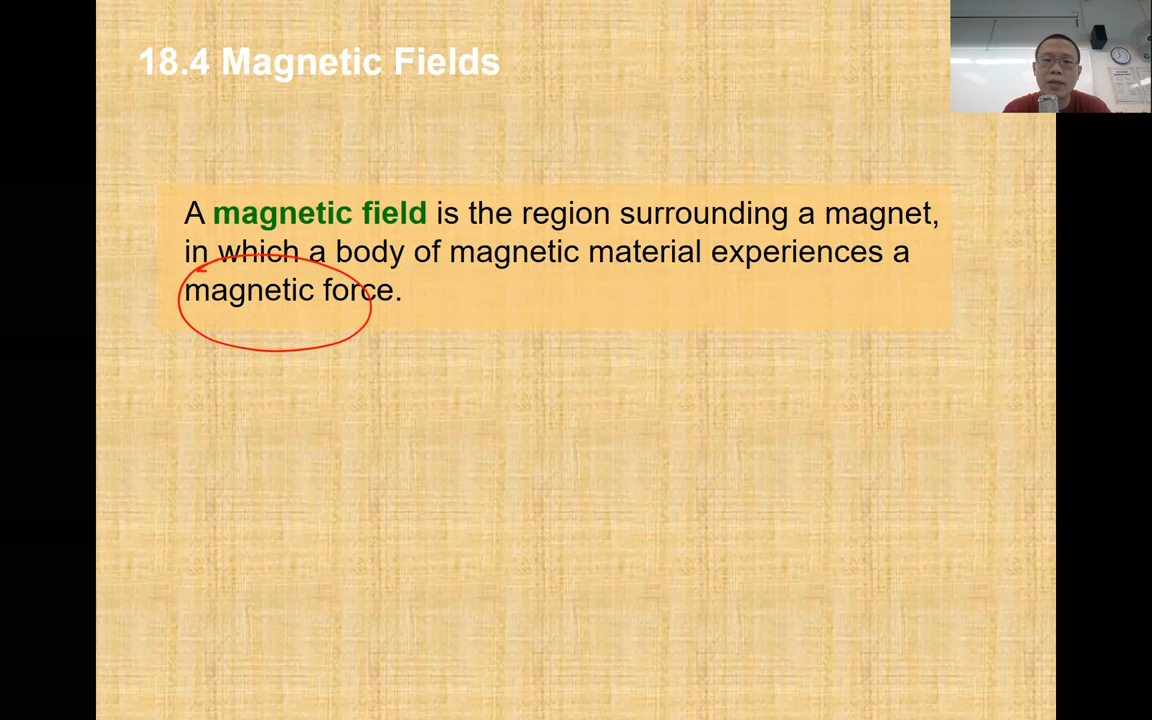 18.4 Magnetic Fields
A magnetic field is the region surrounding a magnet,
in which a body of magnetic material experiences a
magnetic force.